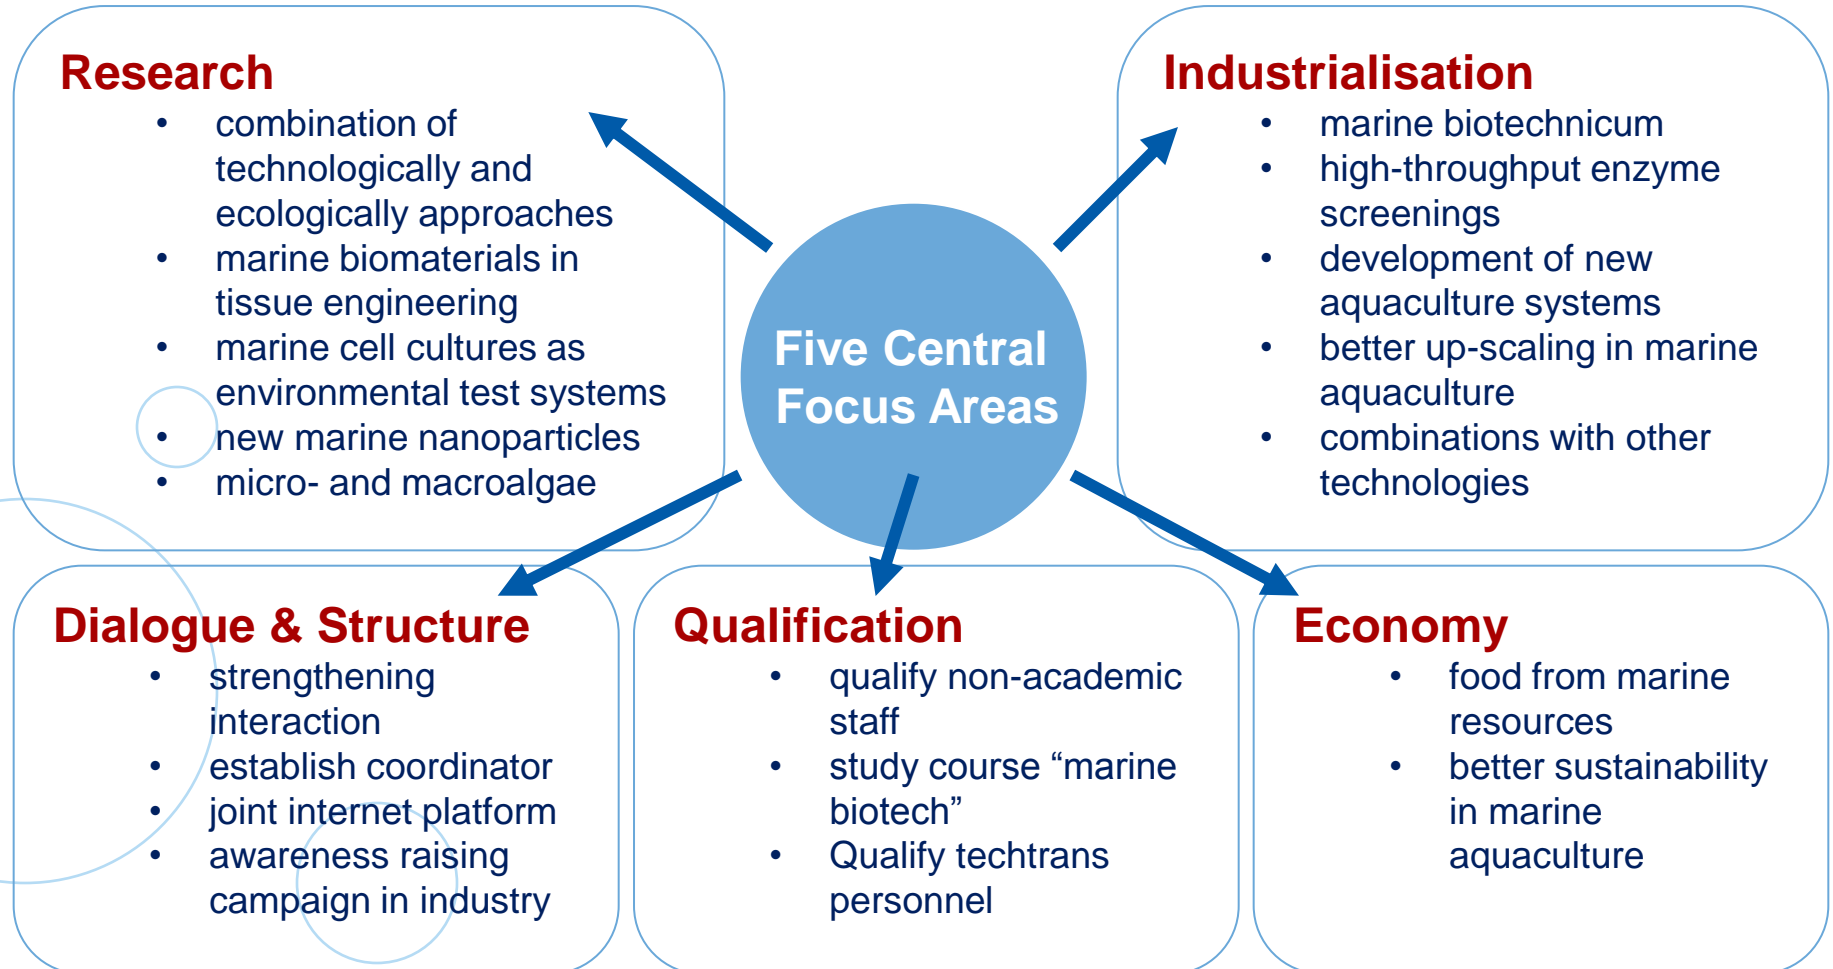 Research
• combination of
technologically and
ecologically approaches
• marine biomaterials in
tissue engineering
• marine cell cultures as
environmental test systems
• new marine nanoparticles
• micro- and macroalgae
Industrialisation
• marine biotechnicum
• high-throughput enzyme
screenings
• development of new
aquaculture systems
• better up-scaling in marine
aquaculture
• combinations with other
technologies
Five Central
Focus Areas
Dialogue & Structure
• strengthening
interaction
• establish coordinator
• joint internet platform
• awareness raising
campaign in industry
Qualification
• qualify non-academic
staff
• study course “marine
biotech”
• Qualify techtrans
personnel
Economy
• food from marine
resources
• better sustainability
in marine
aquaculture